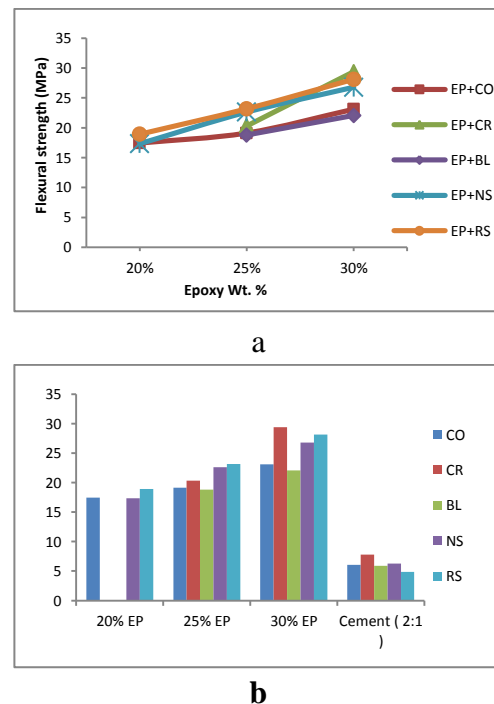 35
30
25
20
15
10
5
0
Flexural strength (MPa)
20% 25% 30%
Epoxy Wt. %
EP+CO
EP+CR
EP+BL
EP+NS
EP+RS
a
35
30
25
20
15
10
5
0
20% EP 25% EP 30% EP Cement ( 2:1
)
CO
CR
BL
NS
RS
b